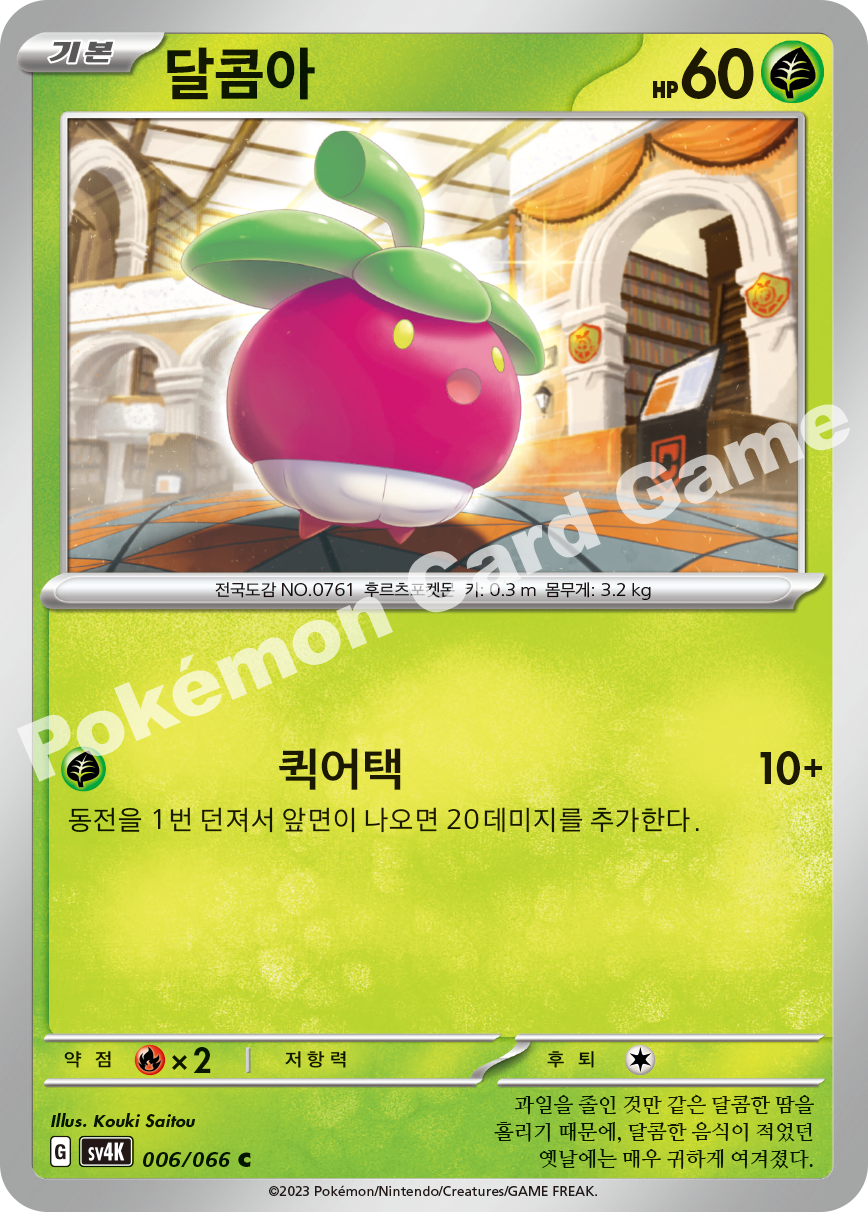 기본
달콤아
HP60
전국도감 NO.0761 후르츠포켓몬 키: 0.3 m 몸무게: 3.2 kg
Pokémon Card Game
퀵어택 10+
동전을 1번 던져서 앞면이 나오면 20데미지를 추가한다.
약점 ×2 저항력 후퇴
Illus. Kouki Saitou
G sv4K 006/066 C
과일을 졸인 것만 같은 달콤한 땀을
흘리기 때문에, 달콤한 음식이 적었던
옛날에는 매우 귀하게 여겨졌다.
©2023 Pokémon/Nintendo/Creatures/GAME FREAK.